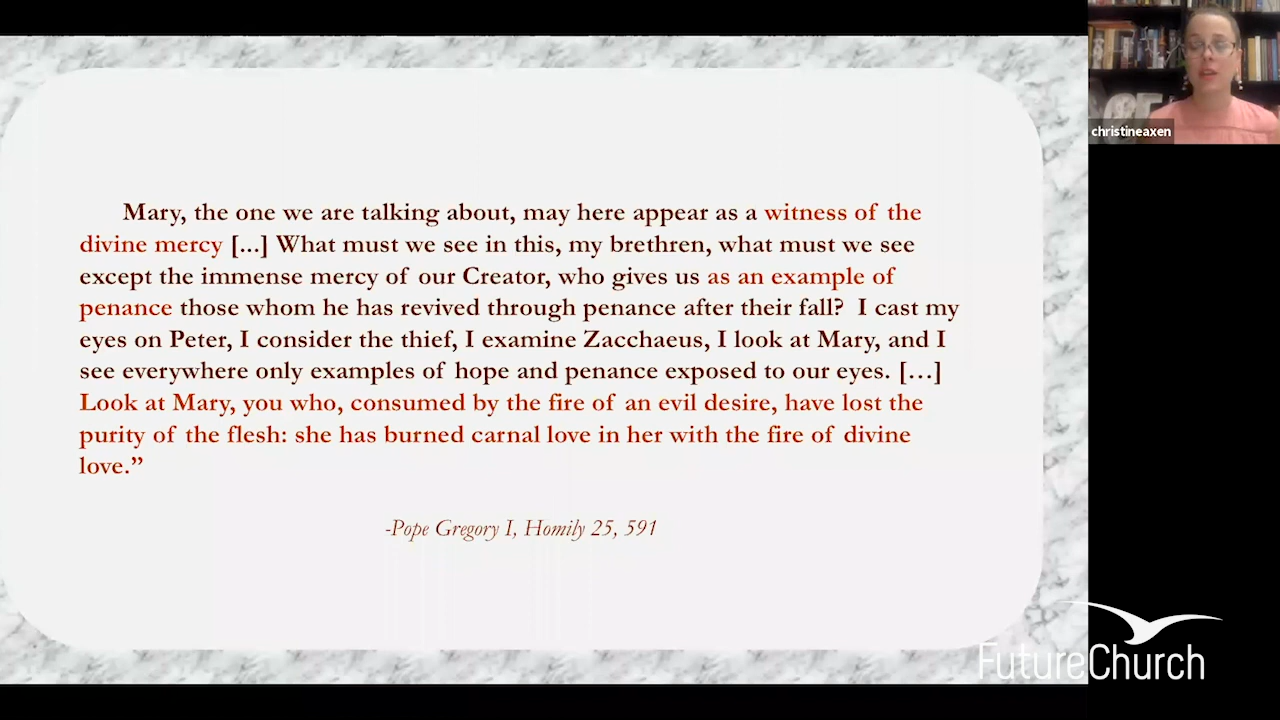 Mary, the one we are talking about, may here appear as a witness of the
divine mercy [...] What must we see in this, my brethren, what must we see
except the immense mercy of our Creator, who gives us as an example of
penance those whom he has revived through penance after their fall? I cast my
eyes on Peter, I consider the thief, I examine Zacchaeus, I look at Mary, and I
see everywhere only examples of hope and penance exposed to our eyes. […]
Look at Mary, you who, consumed by the fire of an evil desire, have lost the
purity of the flesh: she has burned carnal love in her with the fire of divine
love.”
-Pope Gregory I, Homily 25, 591
christineaxen
FutureChurch